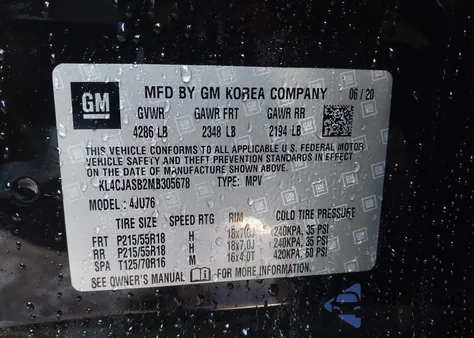 GM
MFD BY GM KOREA COMPANY 06/20
GVWR GAWR FRT GAWR RR
4286 LB 2348 LB 2194 LB
THIS VEHICLE CONFORMS TO ALL APPLICABLE U.S. FEDERAL MOTOR
VEHICLE SAFETY AND THEFT PREVENTION STANDARDS IN EFFECT ON THE
DATE OF MANUFACTURE SHOWN ABOVE.
KL4CJASB2MB305678 TYPE: MPV
MODEL: 4JU76
TIRE SIZE SPEED RTG RIM COLD TIRE PRESSURE
FRT P215/55R18 H 18x7.0J 240KPA, 35 PSI
RR P215/55R18 H 18x7.0J 240KPA, 35 PSI
SPA T125/70R16 M 16x4.0T 420KPA, 60 PSI
SEE OWNER'S MANUAL FOR MORE INFORMATION.